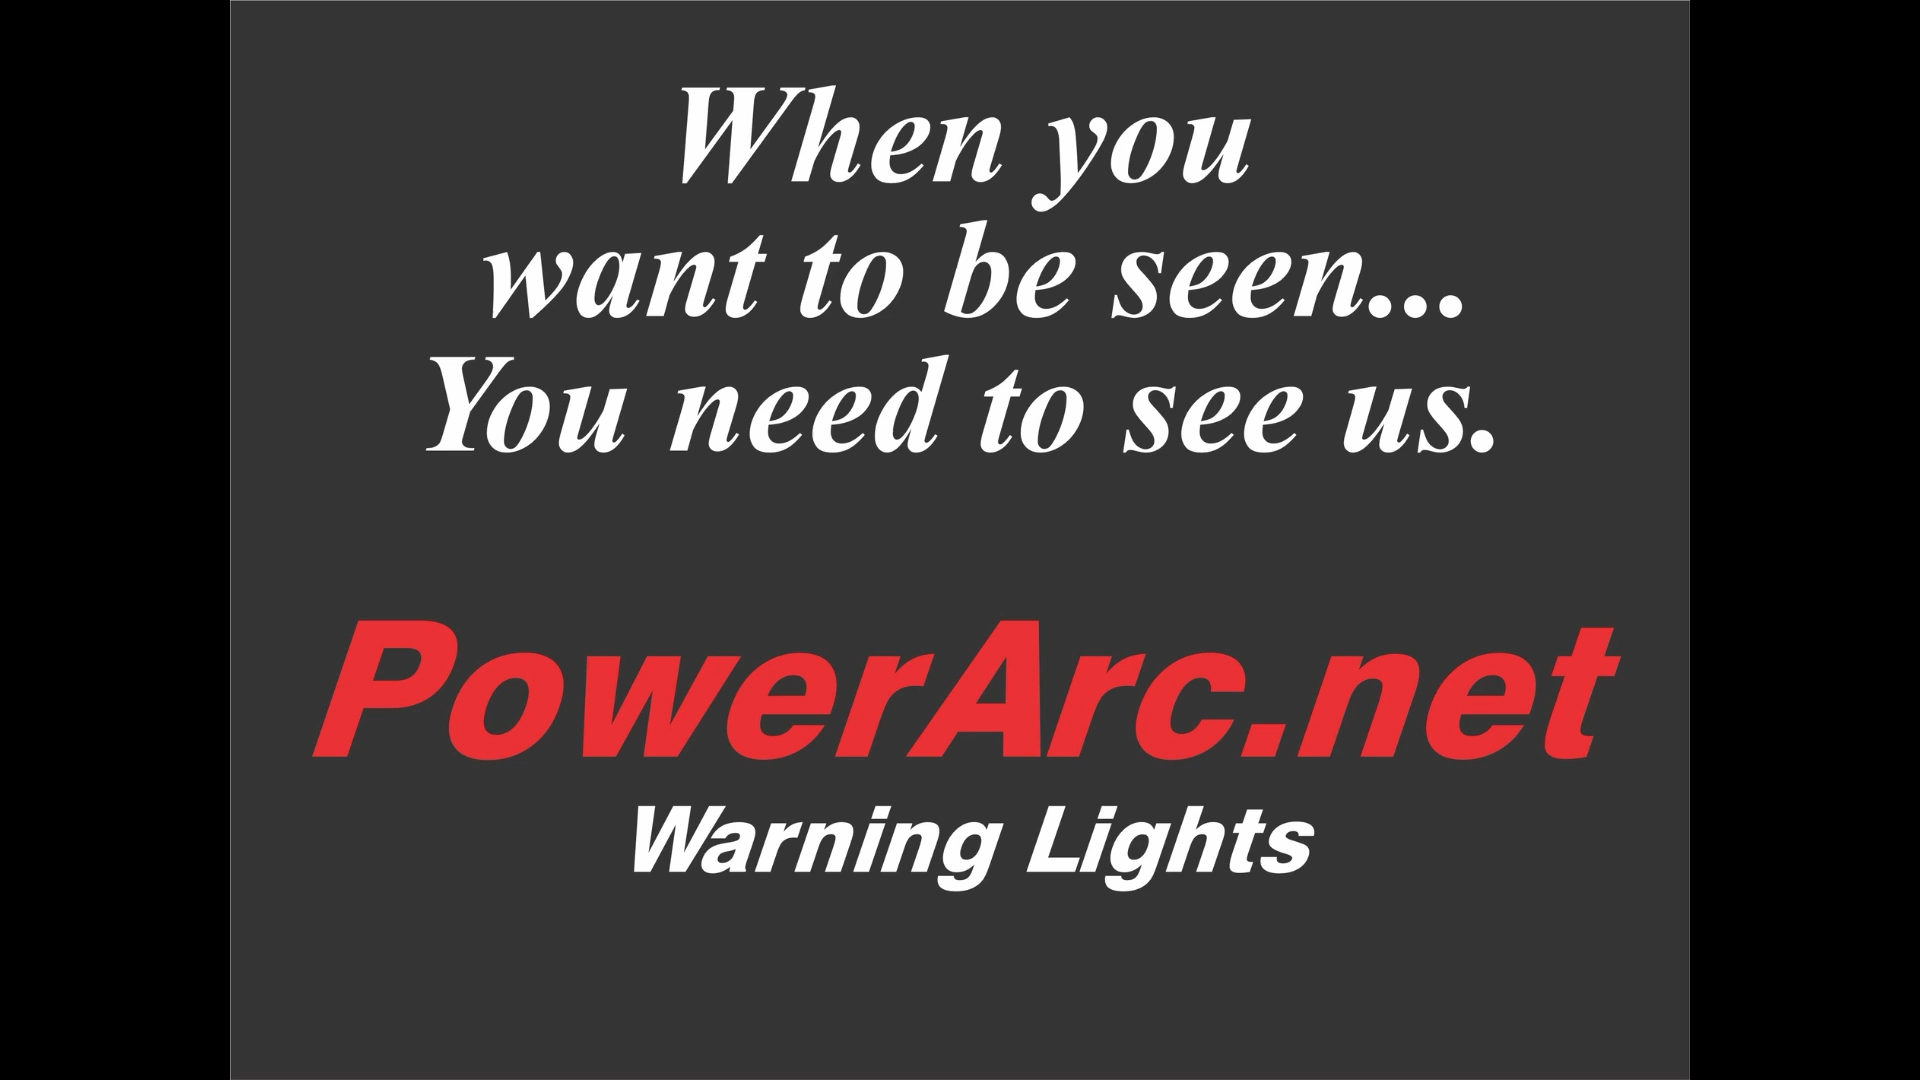 When you
want to be seen...
You need to see us.
PowerArc.net
Warning Lights